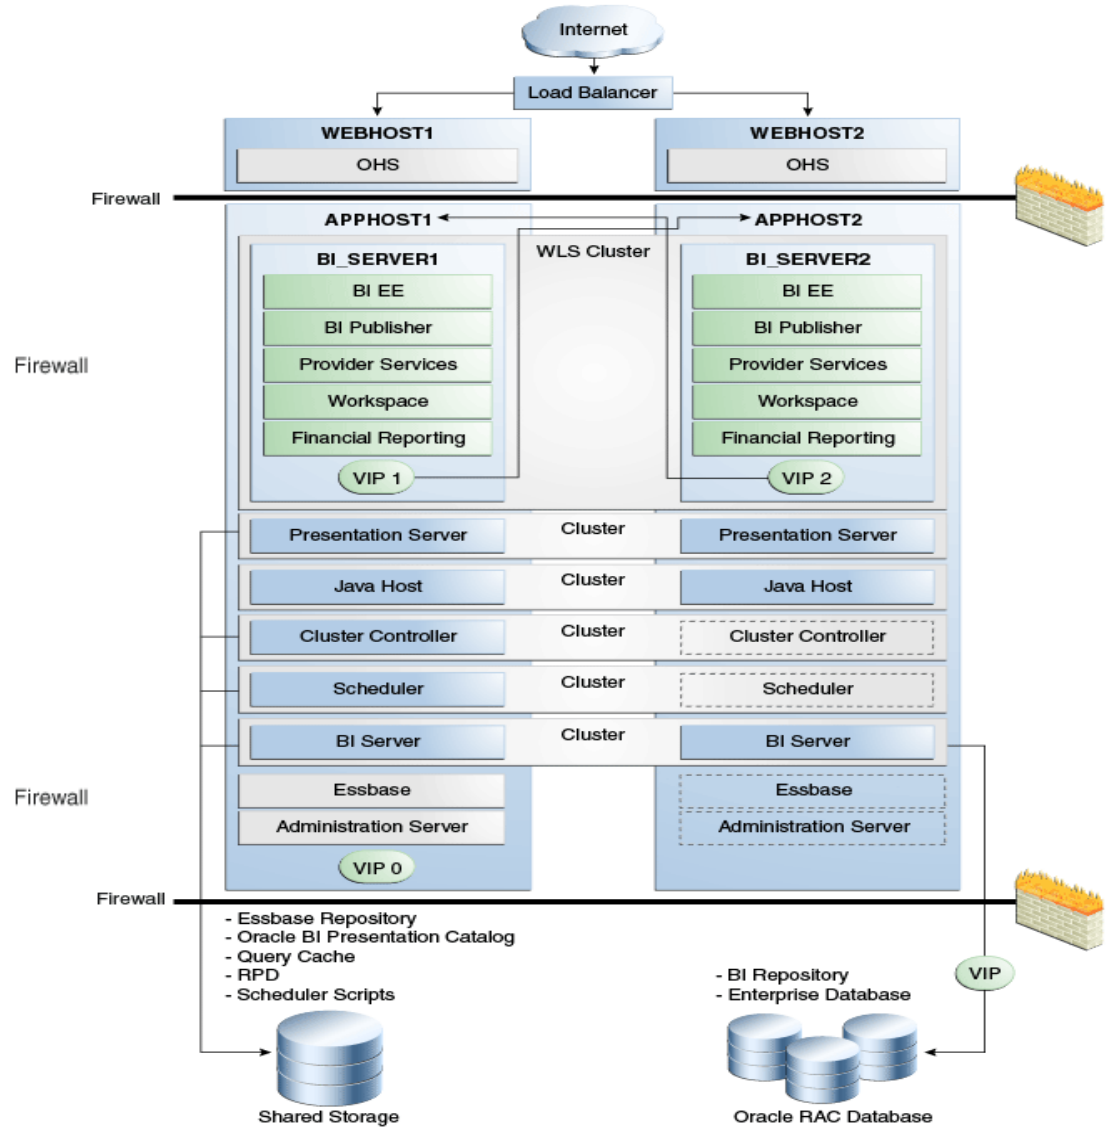 Internet
Load Balancer
WEBHOST1
WEBHOST2
OHS
OHS
Firewall
APPHOST1
APPHOST2
WLS Cluster
BI_SERVER1
BI_SERVER2
BI EE
BI EE
BI Publisher
BI Publisher
Firewall
Provider Services
Provider Services
Workspace
Workspace
Financial Reporting
Financial Reporting
VIP 1
VIP 2
Presentation Server
Cluster
Presentation Server
Java Host
Cluster
Java Host
Cluster Controller
Cluster
Cluster Controller
Scheduler
Cluster
Scheduler
BI Server
Cluster
BI Server
Firewall
Essbase
Essbase
Administration Server
Administration Server
VIP 0
Firewall
- Essbase Repository
- Oracle BI Presentation Catalog
- Query Cache
- RPD
- Scheduler Scripts
- BI Repository
- Enterprise Database
VIP
Shared Storage
Oracle RAC Database